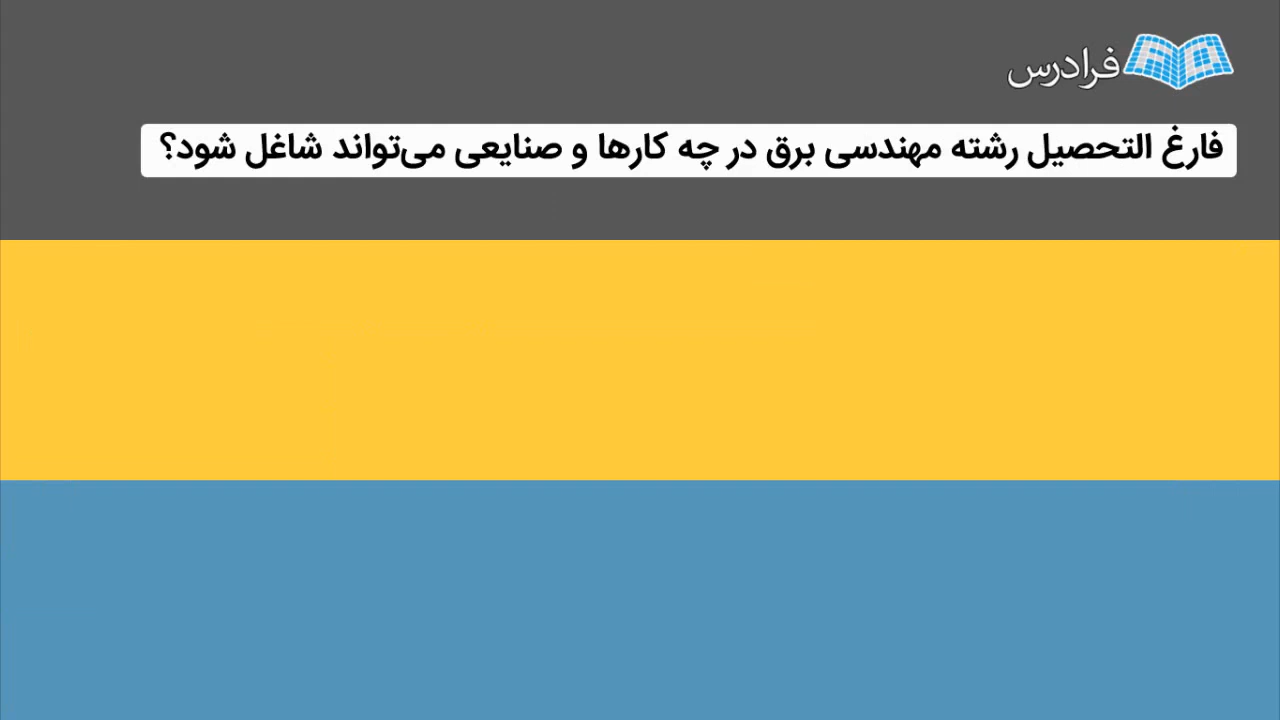 فرادرس
فارغ التحصیل رشته مهندسی برق در چه کارها و صنایعی می‌تواند شاغل شود؟